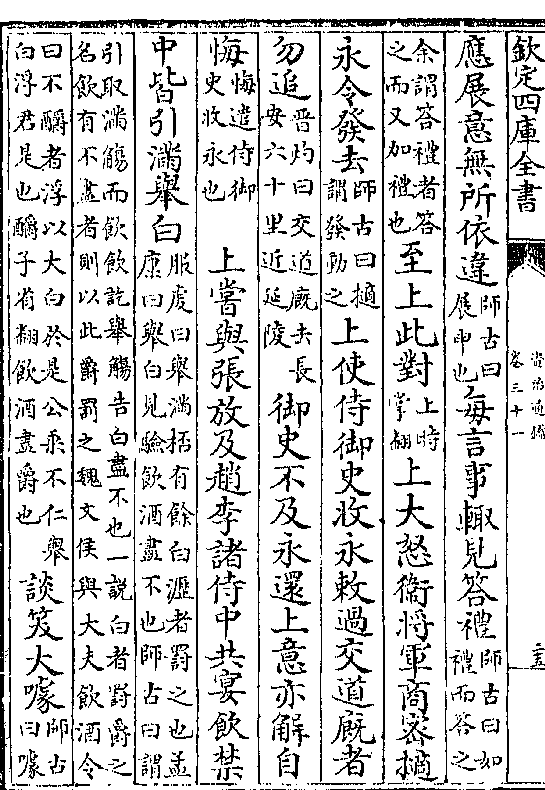 欽定四庫全書
資治通鑑
卷三十一
應展意無所依違師古曰展申也每言事輒見答禮師古曰如禮而答之
余謂答禮者答之而又加禮也至上此對上時掌翻上大怒衞將軍商密擿
永令發去師古曰擿謂發動之上使侍御史收永敕過交道廐者
勿追晉灼曰交道廐去長安六十里近延陵御史不及永還上意亦解自
悔悔遣侍御史收永也　上嘗與張放及趙李諸侍中共宴飲禁
中皆引滿舉白服虔曰舉滿桮有餘白瀝者罰之也孟康曰舉白見驗飲酒盡不也師古曰謂
引取滿觴而飲飲訖舉觴告白盡不也一説白者罰爵之名飲有不盡者則以此爵罰之魏文侯與大夫飲酒令
曰不釂者浮以大白於是公乘不仁舉白浮君是也釂子肖翻飲酒盡爵也談笑大噱師古曰噱